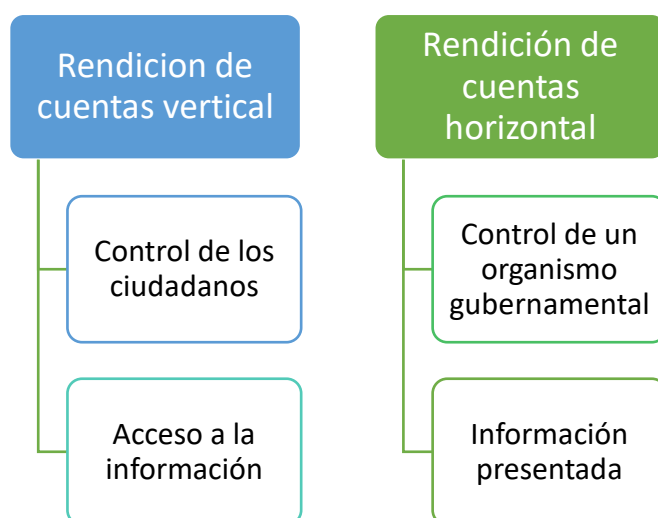 Rendicion de
cuentas vertical
Control de los
ciudadanos
Acceso a la
información
Rendición de
cuentas
horizontal
Control de un
organismo
gubernamental
Información
presentada